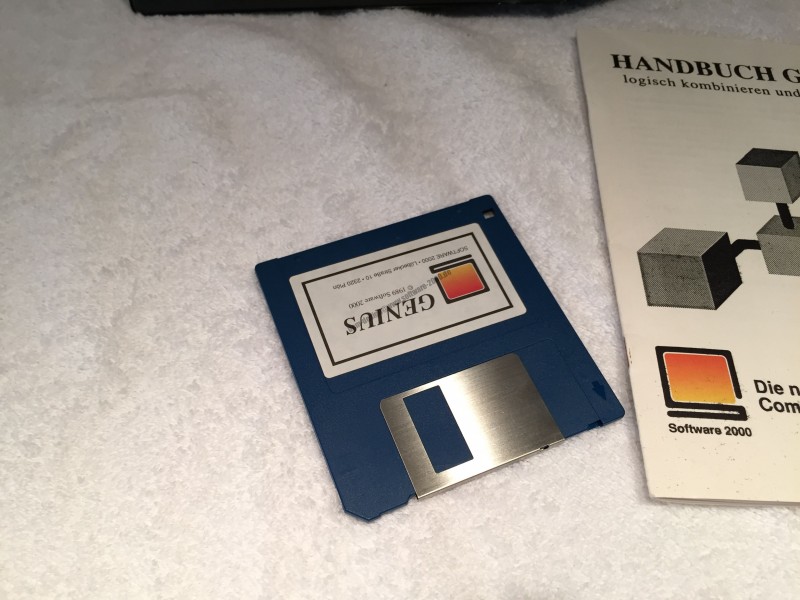 HANDBUCH G
logisch kombinieren und
Software 2000
Die n
Com
GENIUS
© 1989 Software 2000
SOFTWARE 2000 • Lübecker Straße 10 • 2320 Plön